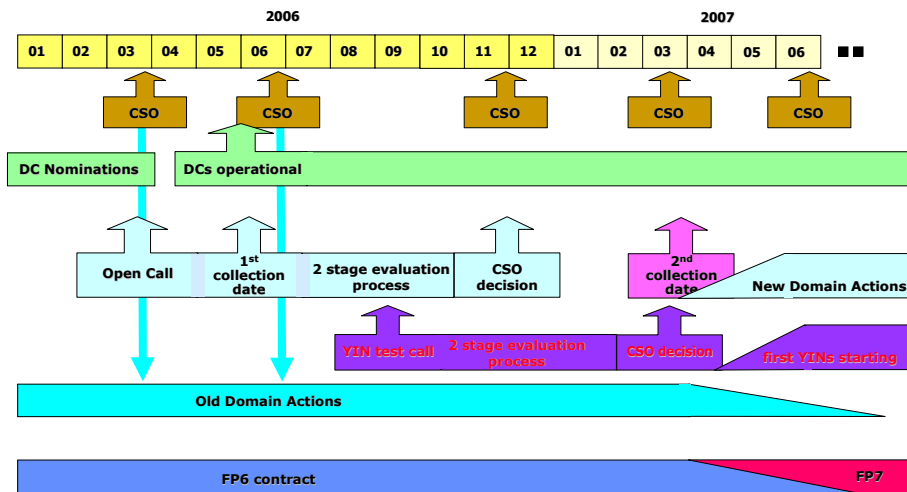 2006
2007
01 02 03 04 05 06 07 08 09 10 11 12 01 02 03 04 05 06
CSO CSO CSO CSO CSO
DC Nominations DCs operational
Open Call
1st
collection
date
2 stage evaluation
process
CSO
decision
2nd
collection
date
New Domain Actions
YIN test call
2 stage evaluation
process
CSO decision
first YINs starting
Old Domain Actions
FP6 contract
FP7